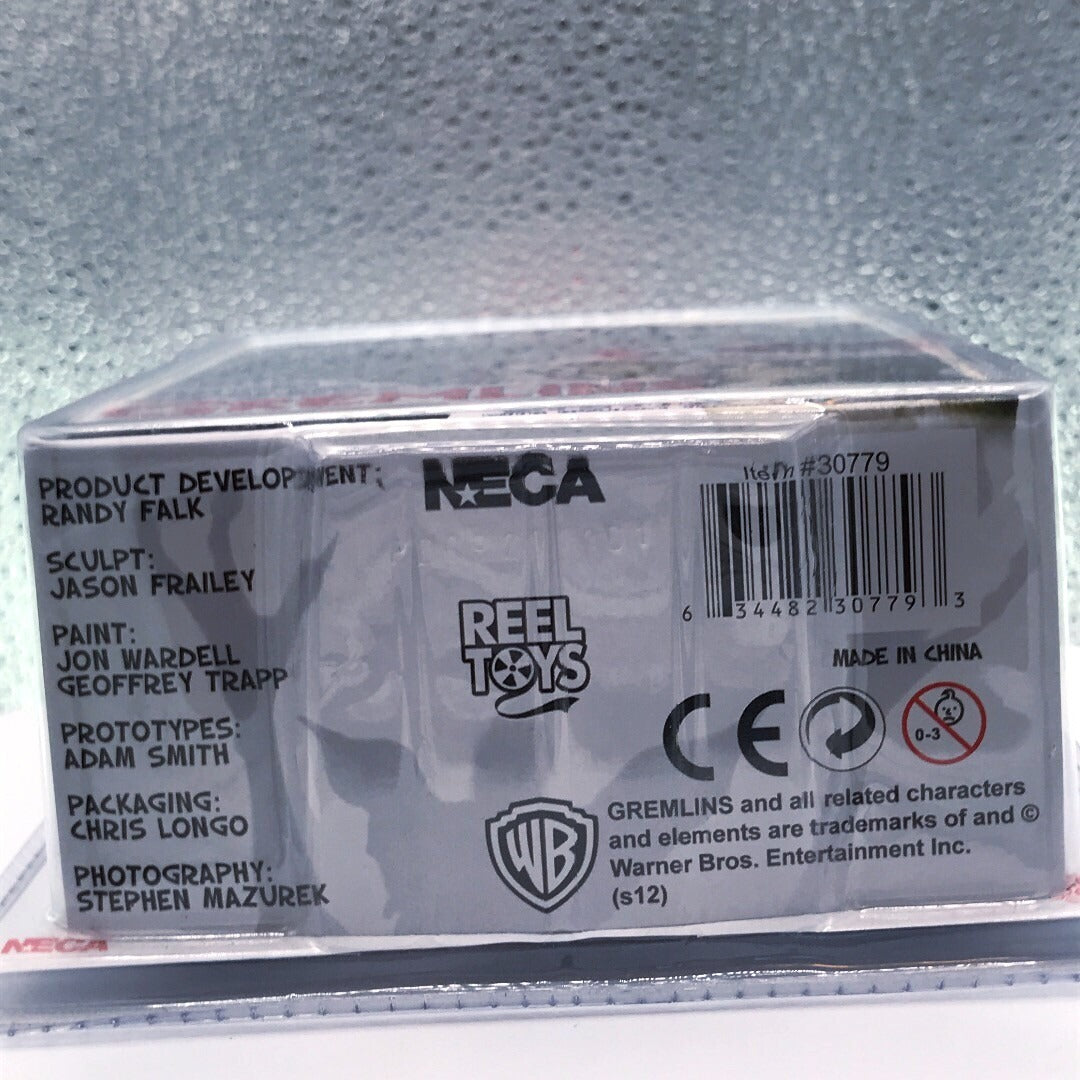 GREMLINS
PRODUCT DEVELOPMENT:
RANDY FALK
SCULPT:
JASON FRAILEY
PAINT:
JON WARDELL
GEOFFREY TRAPP
PROTOTYPES:
ADAM SMITH
PACKAGING:
CHRIS LONGO
PHOTOGRAPHY:
STEPHEN MAZUREK
NECA
REEL
TOYS
WB
Item #30779
6 34482 30779 3
MADE IN CHINA
CE
0-3
GREMLINS and all related characters
and elements are trademarks of and ©
Warner Bros. Entertainment Inc.
(s12)
NECA